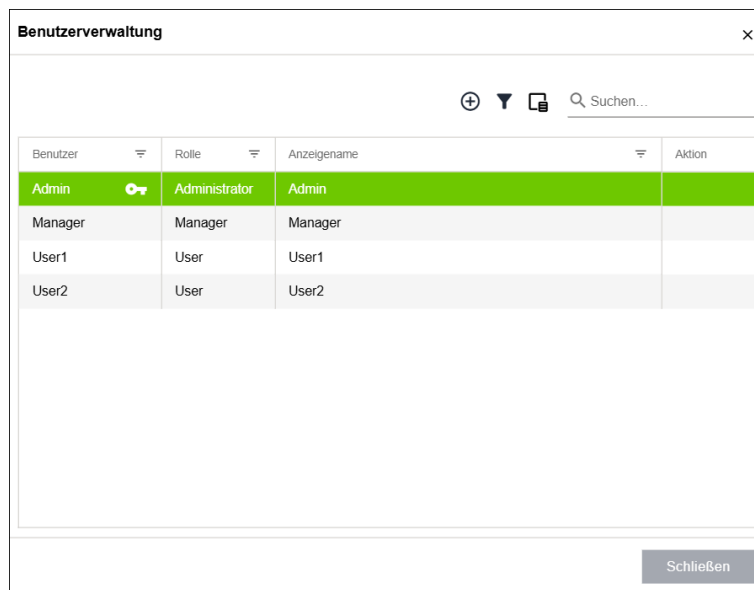 Benutzerverwaltung
Suchen...
Benutzer Rolle Anzeigename Aktion
Admin Administrator Admin
Manager Manager Manager
User1 User User1
User2 User User2
Schließen